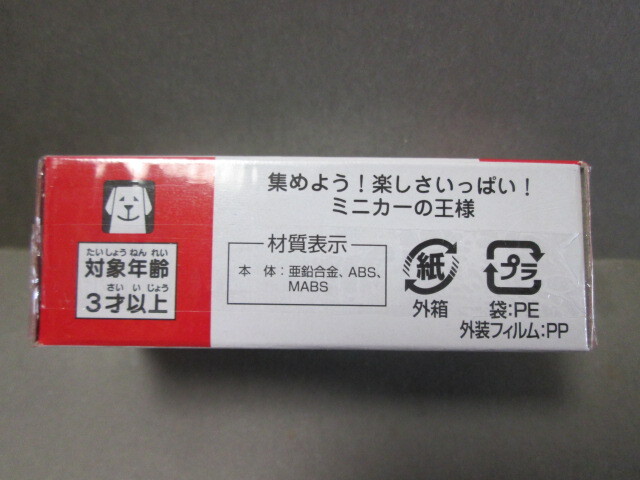 集めよう!楽しさいっぱい!
ミニカーの王様
たいしょうねんれい
対象年齢
さいいじょう
3才以上
材質表示
本 体:亜鉛合金、ABS、
MABS
紙
外箱
プラ
袋:PE
外装フィルム:PP